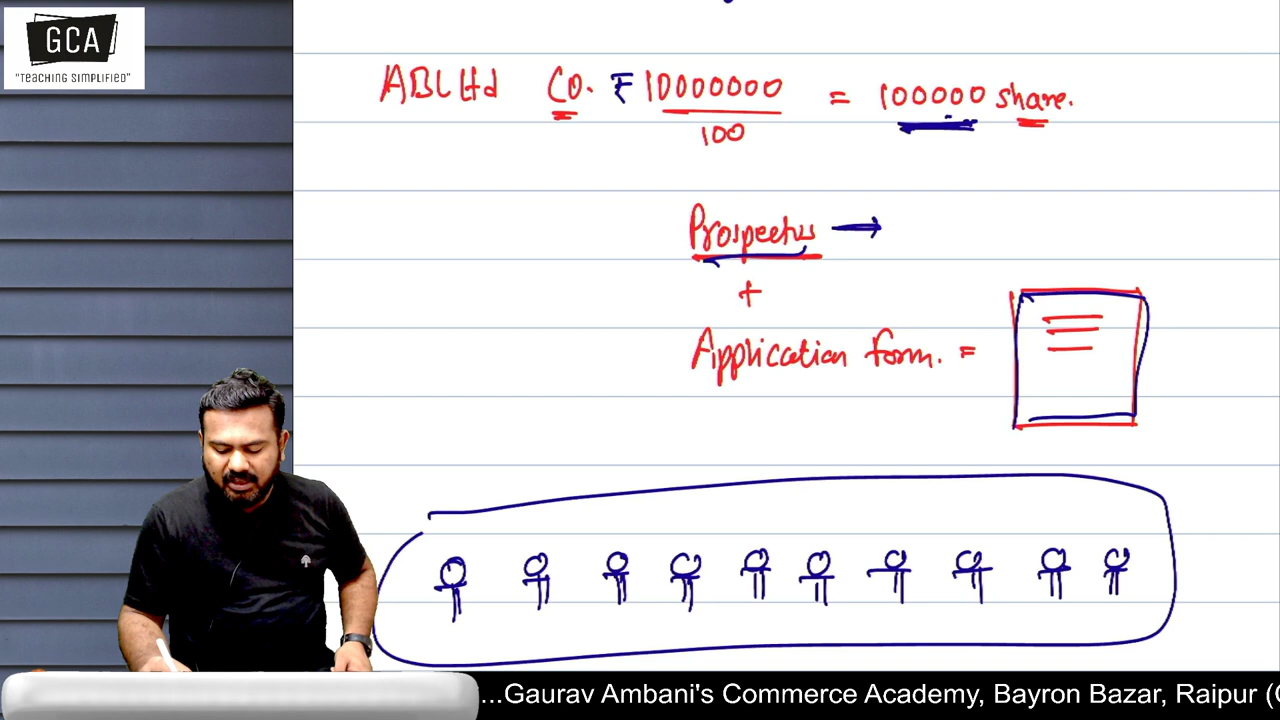 GCA
"TEACHING SIMPLIFIED"
ABC Ltd Co. ₹ 10000000 = 100000 share.
100
Prospectus →
+
Application form. =
...Gaurav Ambani's Commerce Academy, Bayron Bazar, Raipur (